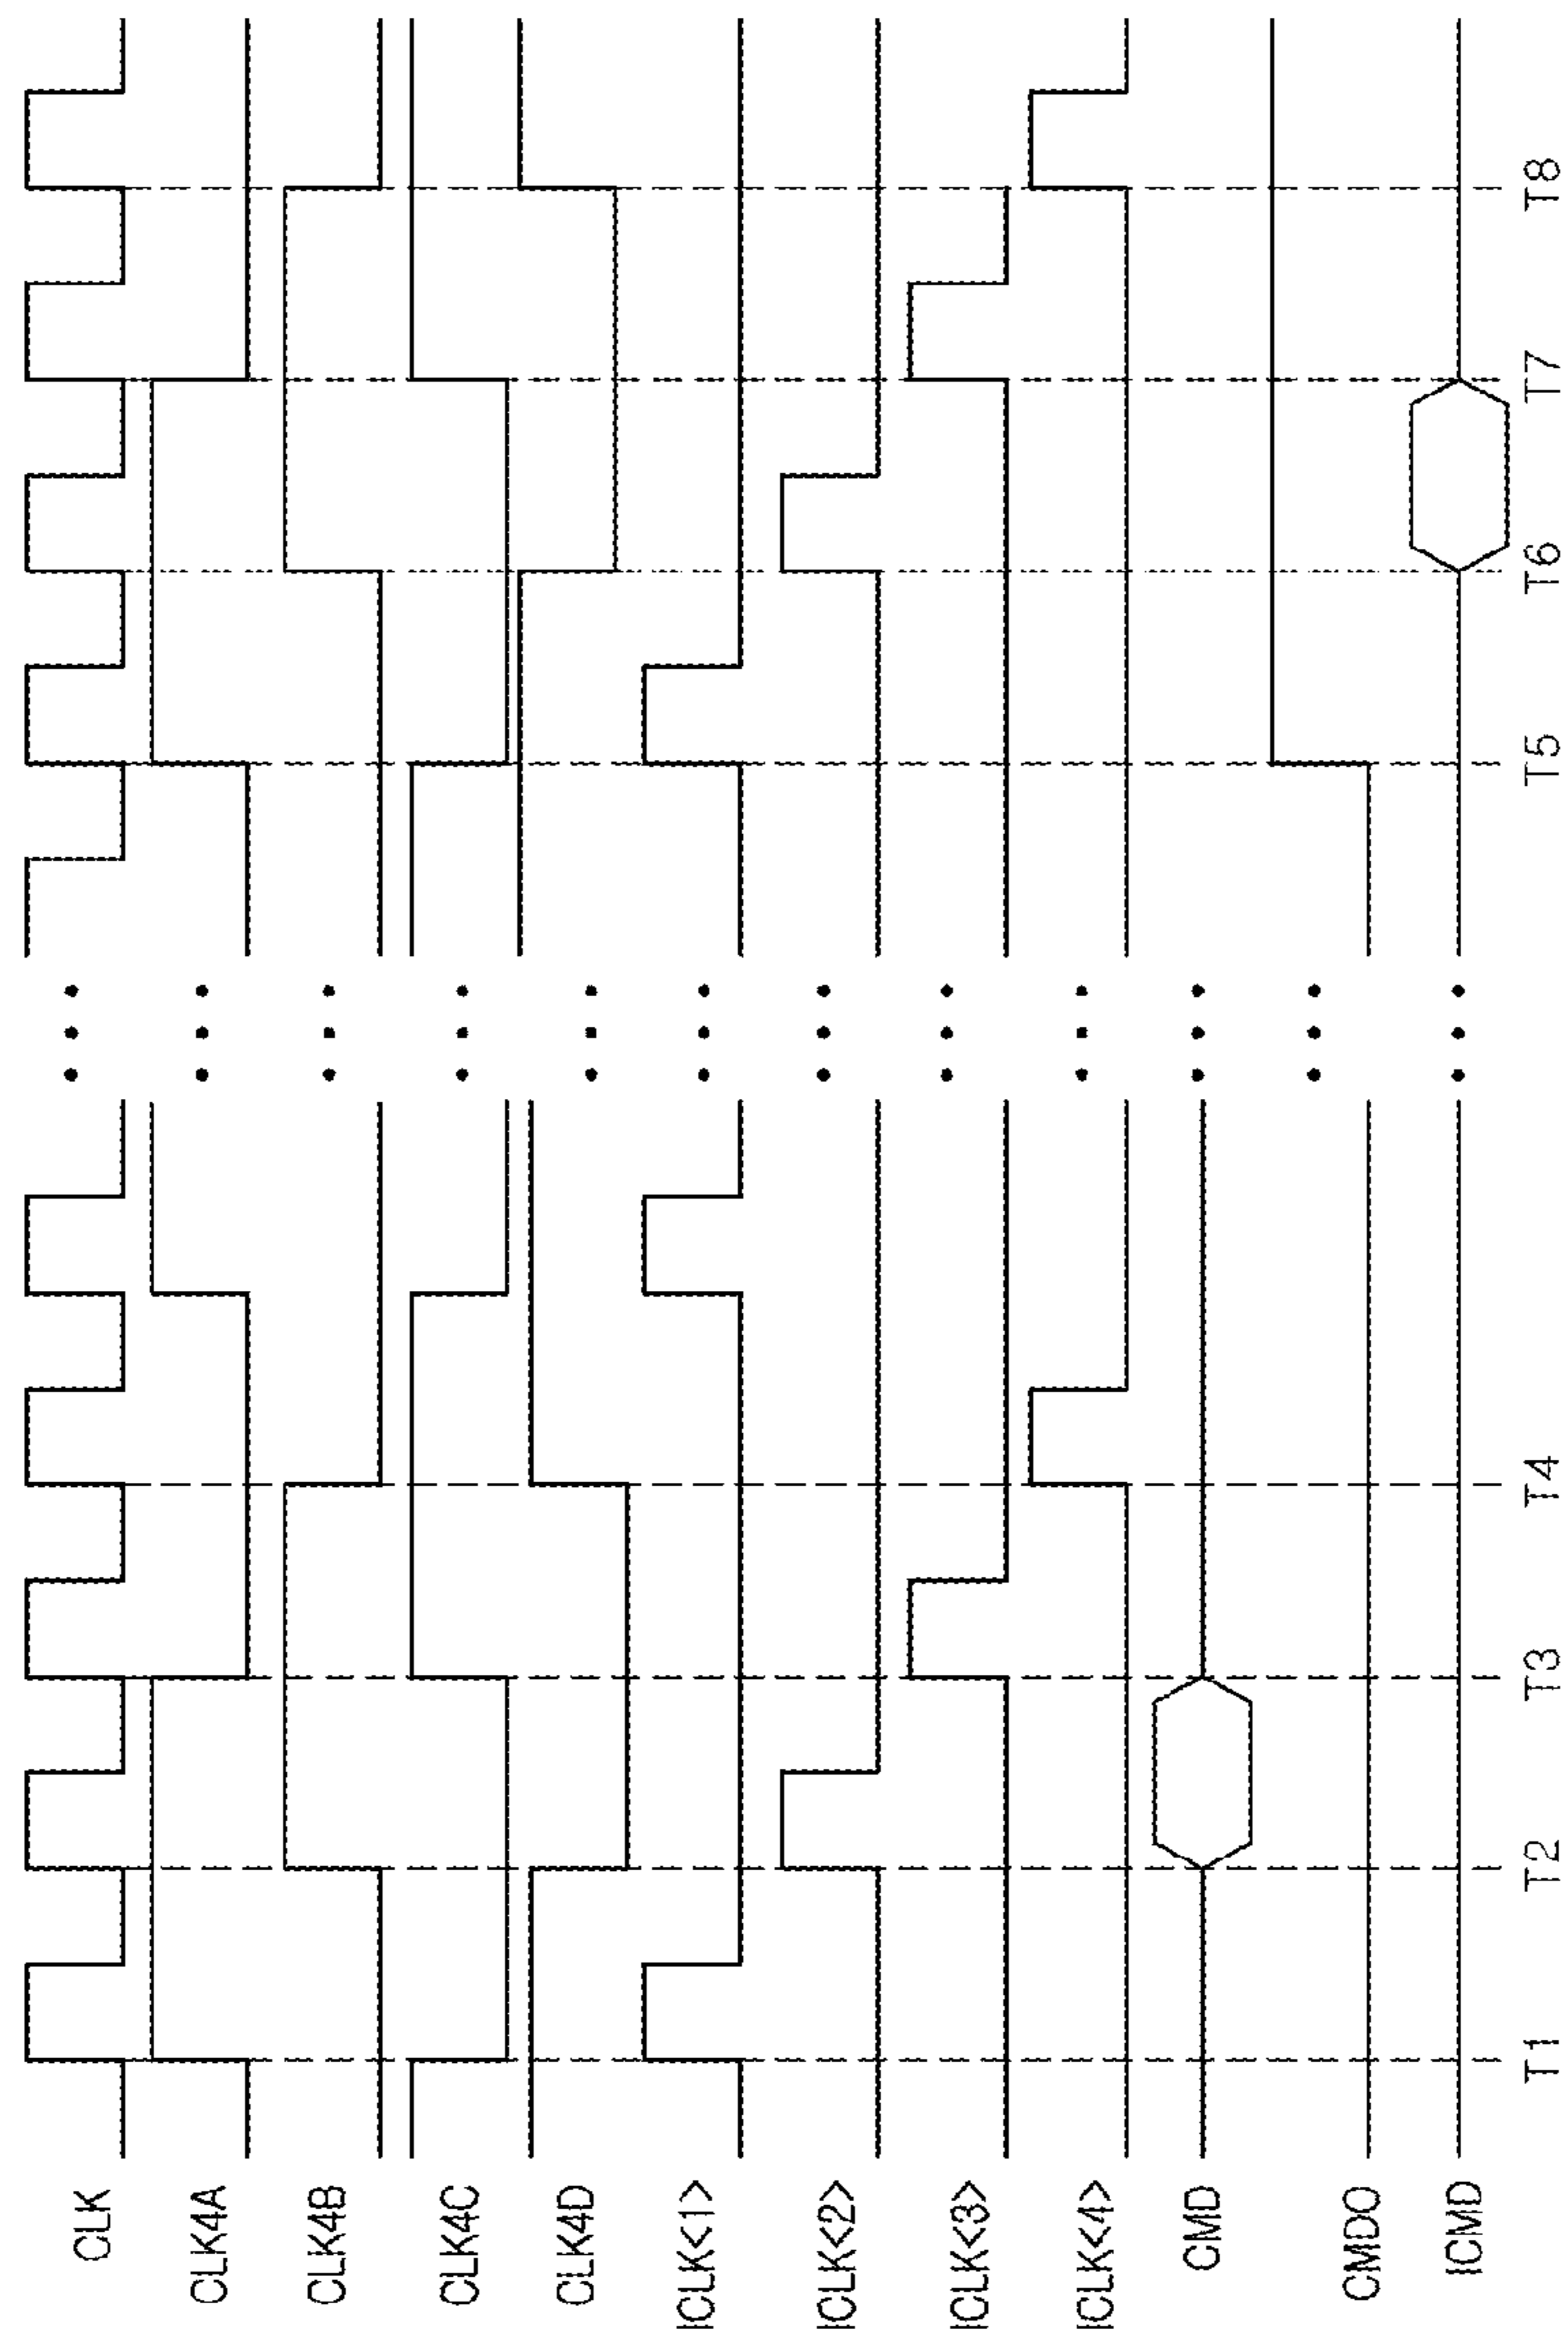 CLK
CLK4A
CLK4B
CLK4C
CLK4D
ICLK<1>
ICLK<2>
ICLK<3>
ICLK<4>
CMD
CMDO
ICMD
T1 T2 T3 T4 T5 T6 T7 T8